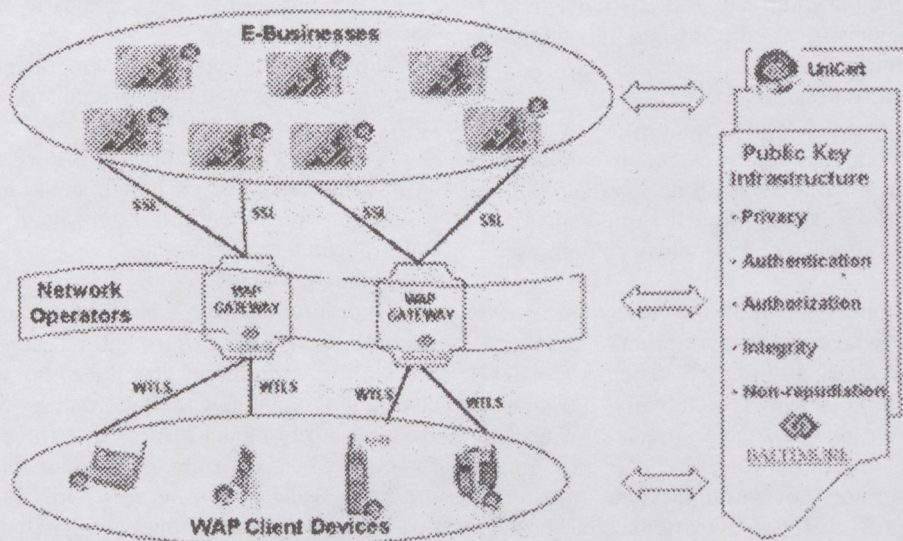 E-Businesses
UniCert
Public Key
Infrastructure
- Privacy
- Authentication
- Authorization
- Integrity
- Non-repudiation
BALTIMORE
SSL
SSL
SSL
SSL
Network
Operators
WAP
GATEWAY
WAP
GATEWAY
WTLS
WTLS
WTLS
WTLS
WAP Client Devices